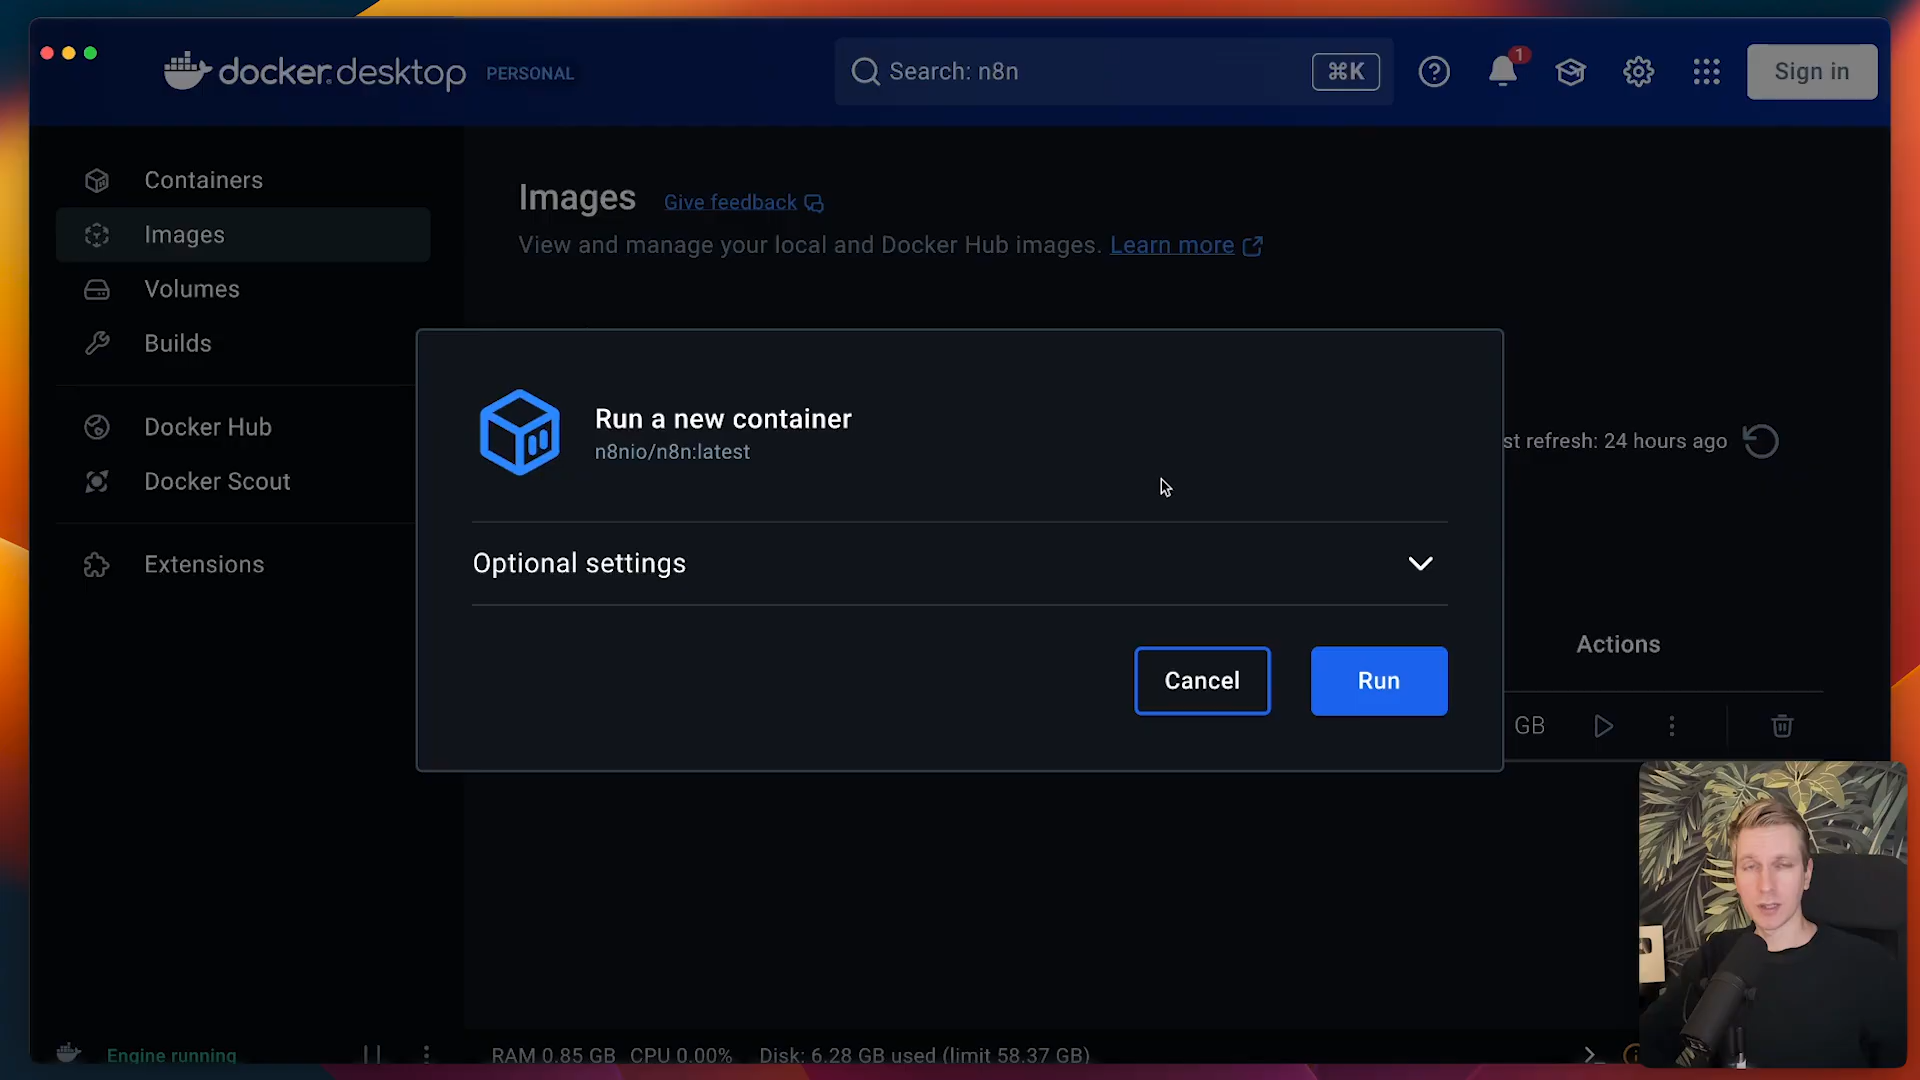 docker.desktop PERSONAL
Search: n8n
⌘K
1
Sign in
Containers
Images
Volumes
Builds
Docker Hub
Docker Scout
Extensions
Images
Give feedback
View and manage your local and Docker Hub images. Learn more
st refresh: 24 hours ago
Run a new container
n8nio/n8n:latest
Optional settings
Cancel
Run
Actions
GB
Engine running
RAM 0.85 GB CPU 0.00% Disk: 6.28 GB used (limit 58.37 GB)